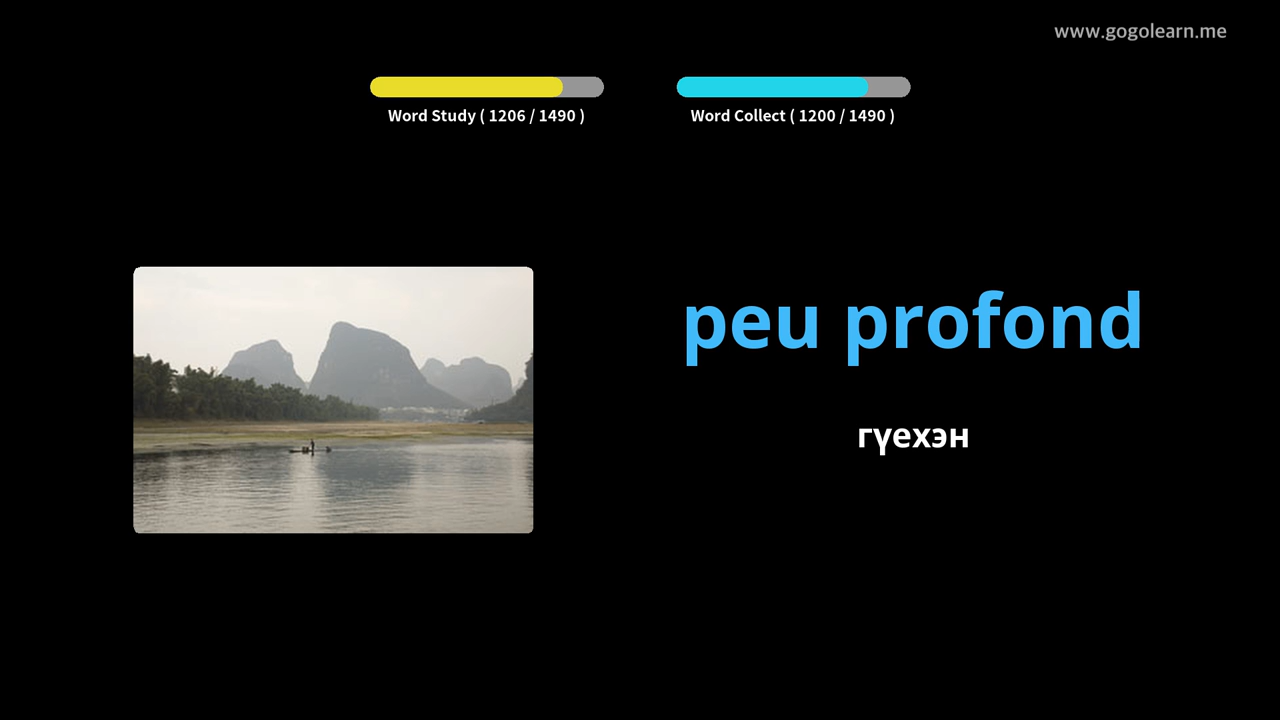 www.gogolearn.me
Word Study ( 1206 / 1490 )
Word Collect ( 1200 / 1490 )
peu profond
гүехэн